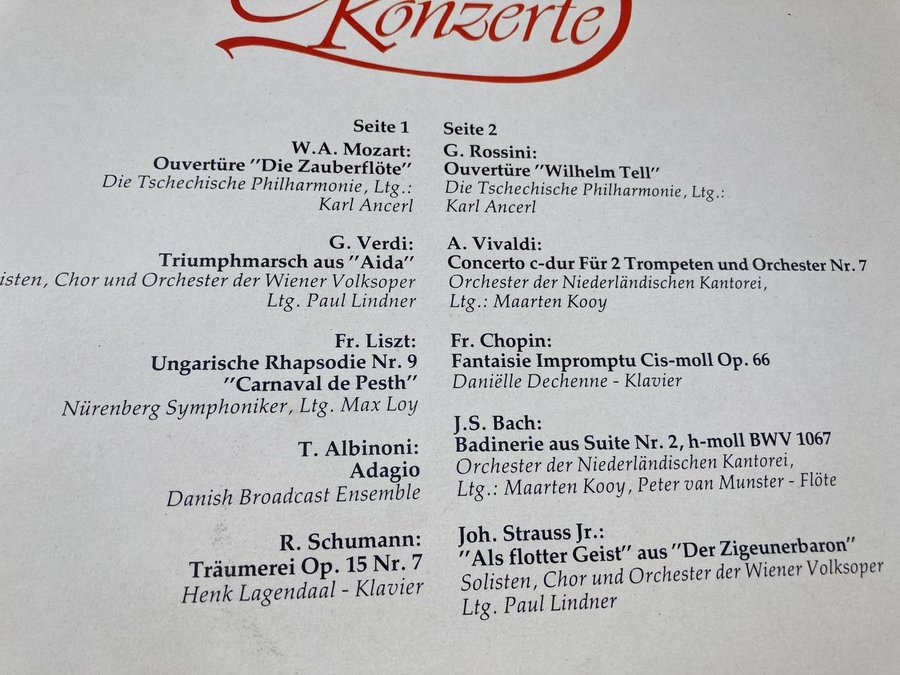 Konzerte
Seite 1
W.A. Mozart:
Ouvertüre "Die Zauberflöte"
Die Tschechische Philharmonie, Ltg.:
Karl Ancerl
G. Verdi:
Triumphmarsch aus "Aida"
Chor und Orchester der Wiener Volksoper
Ltg. Paul Lindner
Fr. Liszt:
Ungarische Rhapsodie Nr. 9
"Carnaval de Pesth"
Nürenberg Symphoniker, Ltg. Max Loy
T. Albinoni:
Adagio
Danish Broadcast Ensemble
R. Schumann:
Träumerei Op. 15 Nr. 7
Henk Lagendaal - Klavier
Seite 2
G. Rossini:
Ouvertüre "Wilhelm Tell"
Die Tschechische Philharmonie, Ltg.:
Karl Ancerl
A. Vivaldi:
Concerto c-dur Für 2 Trompeten und Orchester Nr. 7
Orchester der Niederländischen Kantorei,
Ltg.: Maarten Kooy
Fr. Chopin:
Fantaisie Impromptu Cis-moll Op. 66
Daniëlle Dechenne - Klavier
J.S. Bach:
Badinerie aus Suite Nr. 2, h-moll BWV 1067
Orchester der Niederländischen Kantorei,
Ltg.: Maarten Kooy, Peter van Munster - Flöte
Joh. Strauss Jr.:
"Als flotter Geist" aus "Der Zigeunerbaron"
Solisten, Chor und Orchester der Wiener Volksoper
Ltg. Paul Lindner